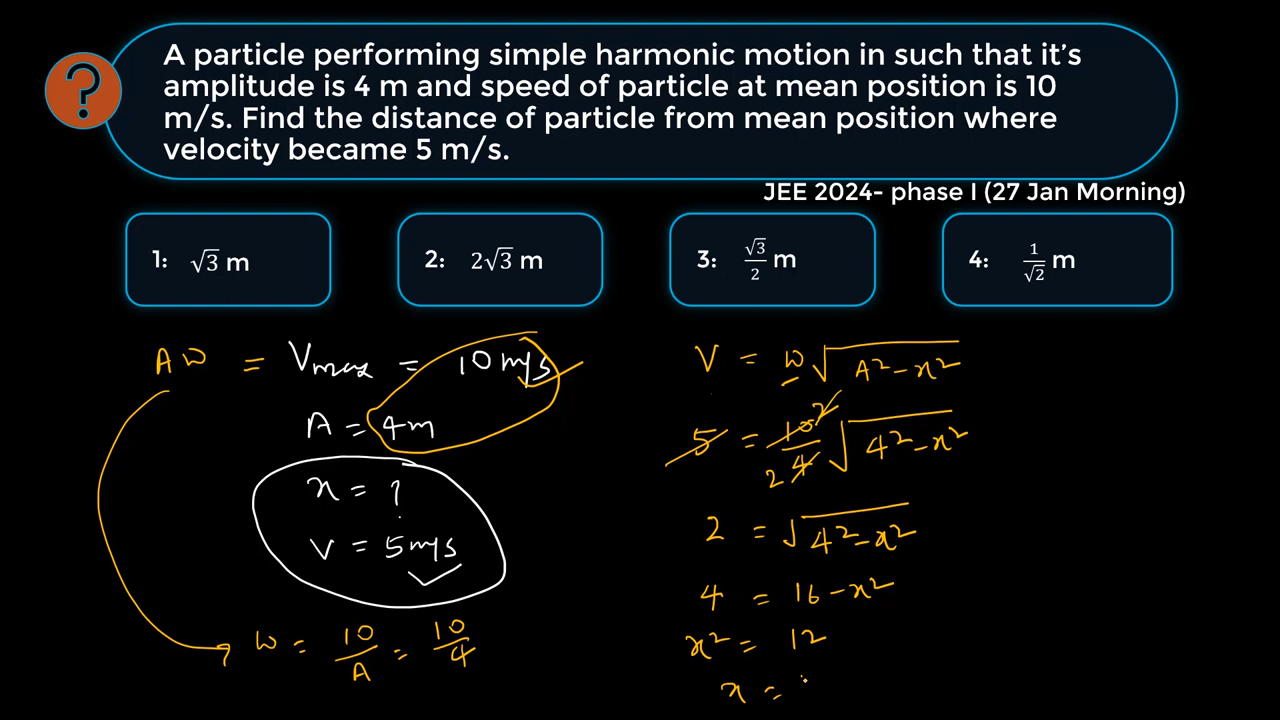 ?
A particle performing simple harmonic motion in such that it's
amplitude is 4 m and speed of particle at mean position is 10
m/s. Find the distance of particle from mean position where
velocity became 5 m/s.
JEE 2024- phase I (27 Jan Morning)
1: √3 m
2: 2√3 m
3: √3/2 m
4: 1/√2 m
Aω = Vmax = 10 m/s
A = 4m
x = ?
V = 5 m/s
ω = 10/A = 10/4
V = ω√(A²-x²)
5 = 10/4 √(4²-x²)
2
2
2 = √(4²-x²)
4 = 16-x²
x² = 12
x =